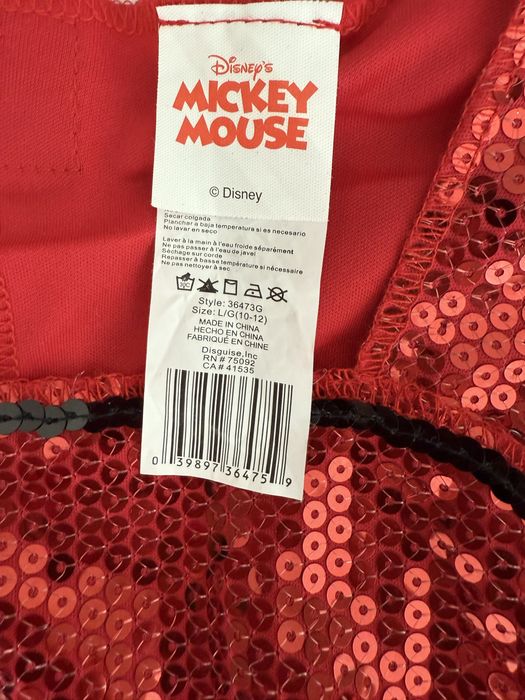 Disney's
MICKEY
MOUSE
© Disney
Secar colgada
Planchar a baja temperatura si es necesario
No lavar en seco
Laver à la main à l'eau froide séparément
Ne pas passer à l'eau de javel
Séchage sur corde
Repasser à basse température si nécessaire
Ne pas nettoyer à sec
Style: 36473G
Size: L/G(10-12)
MADE IN CHINA
HECHO EN CHINA
FABRIQUÉ EN CHINE
Disguise,Inc
RN # 75092
CA # 41535
0 39897 36475 9